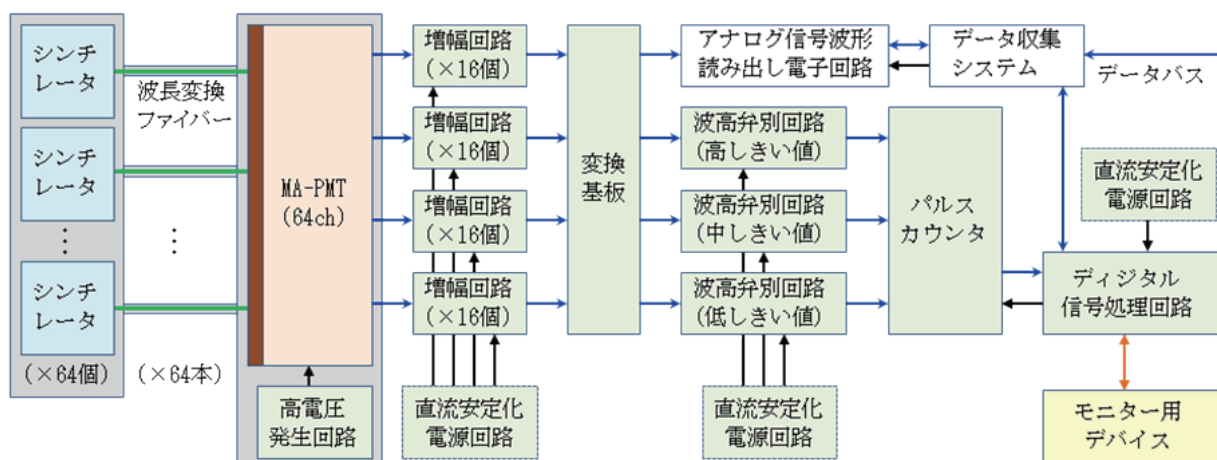 シンチ
レータ
シンチ
レータ
⋮
シンチ
レータ
(×64個)
波長変換
ファイバー
⋮
(×64本)
MA-PMT
(64ch)
高電圧
発生回路
増幅回路
(×16個)
増幅回路
(×16個)
増幅回路
(×16個)
増幅回路
(×16個)
直流安定化
電源回路
変換
基板
アナログ信号波形
読み出し電子回路
波高弁別回路
(高しきい値)
波高弁別回路
(中しきい値)
波高弁別回路
(低しきい値)
直流安定化
電源回路
データ収集
システム
データバス
パルス
カウンタ
直流安定化
電源回路
ディジタル
信号処理回路
モニター用
デバイス